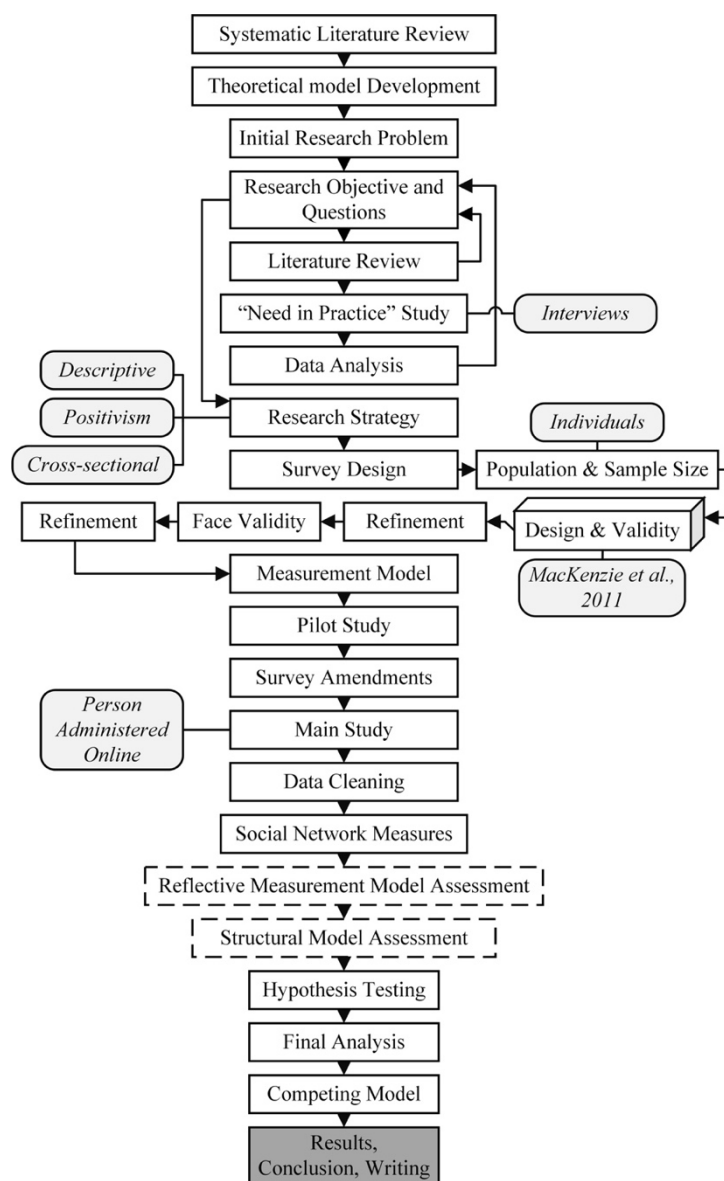 Systematic Literature Review
Theoretical model Development
Initial Research Problem
Research Objective and
Questions
Literature Review
“Need in Practice” Study
Interviews
Data Analysis
Descriptive
Positivism
Cross-sectional
Research Strategy
Individuals
Survey Design
Population & Sample Size
Design & Validity
MacKenzie et al.,
2011
Refinement
Face Validity
Refinement
Measurement Model
Pilot Study
Survey Amendments
Person
Administered
Online
Main Study
Data Cleaning
Social Network Measures
Reflective Measurement Model Assessment
Structural Model Assessment
Hypothesis Testing
Final Analysis
Competing Model
Results,
Conclusion, Writing